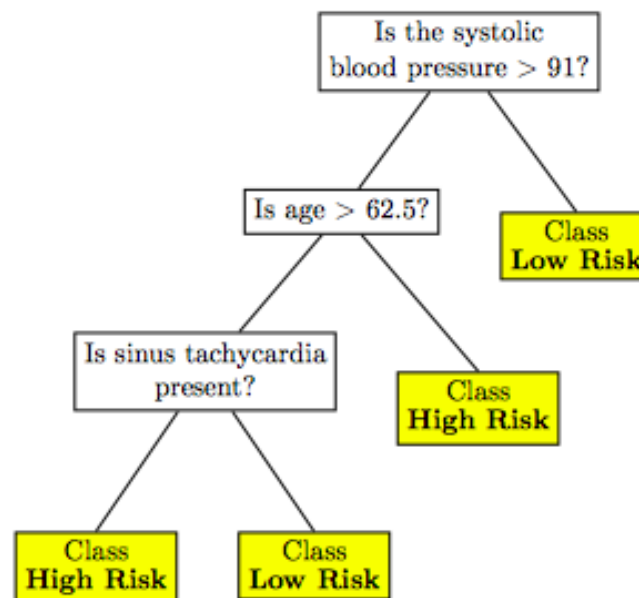 Is the systolic
blood pressure > 91?
Is age > 62.5?
Class
Low Risk
Is sinus tachycardia
present?
Class
High Risk
Class
High Risk
Class
Low Risk